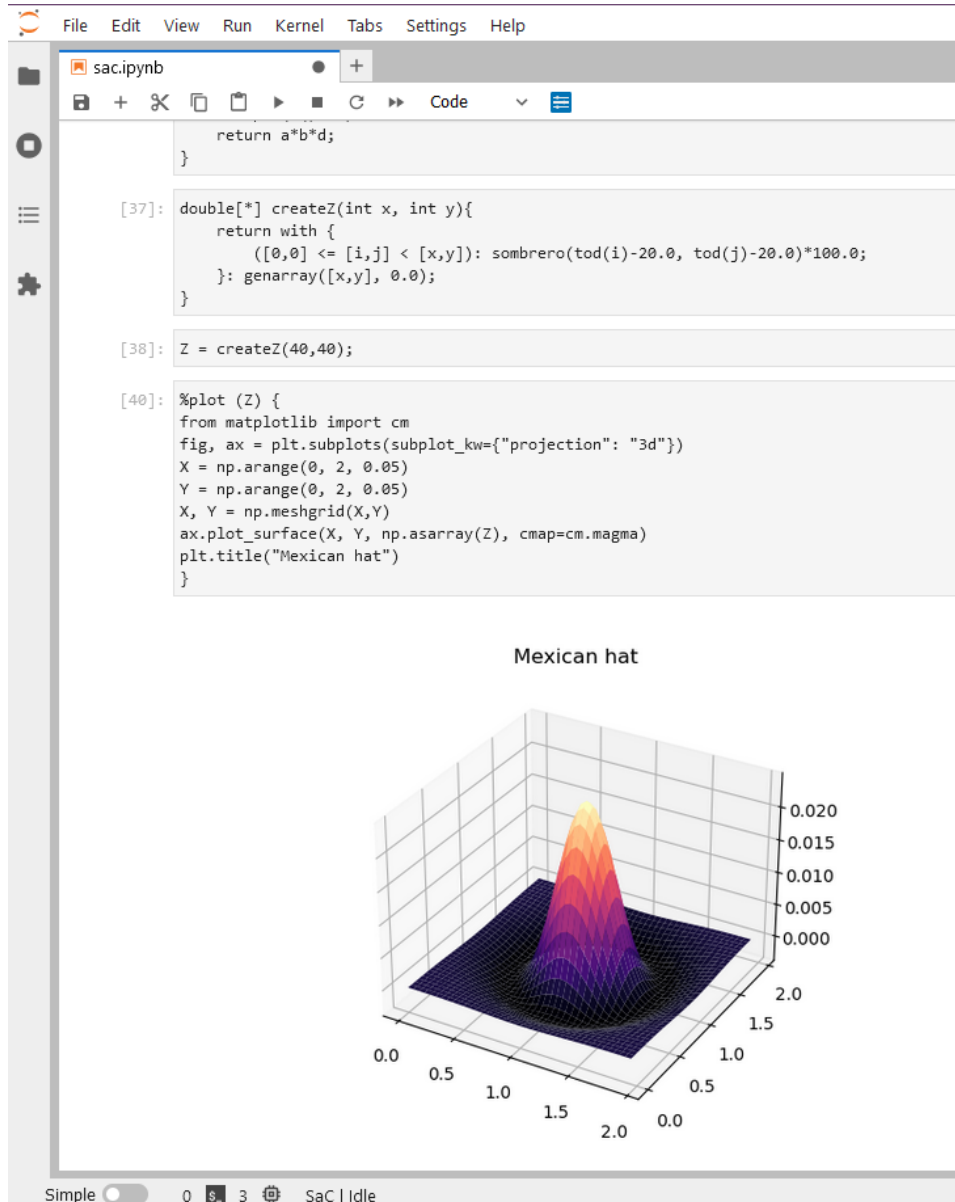 File Edit View Run Kernel Tabs Settings Help
sac.ipynb
Code
return a*b*d;
}
[37]: double[*] createZ(int x, int y){
return with {
([0,0] <= [i,j] < [x,y]): sombrero(tod(i)-20.0, tod(j)-20.0)*100.0;
}: genarray([x,y], 0.0);
}
[38]: Z = createZ(40,40);
[40]: %plot (Z) {
from matplotlib import cm
fig, ax = plt.subplots(subplot_kw={"projection": "3d"})
X = np.arange(0, 2, 0.05)
Y = np.arange(0, 2, 0.05)
X, Y = np.meshgrid(X,Y)
ax.plot_surface(X, Y, np.asarray(Z), cmap=cm.magma)
plt.title("Mexican hat")
}
Mexican hat
0.020
0.015
0.010
0.005
0.000
2.0
1.5
1.0
0.5
0.0
0.0
0.5
1.0
1.5
2.0
Simple 0 3 SaC | Idle